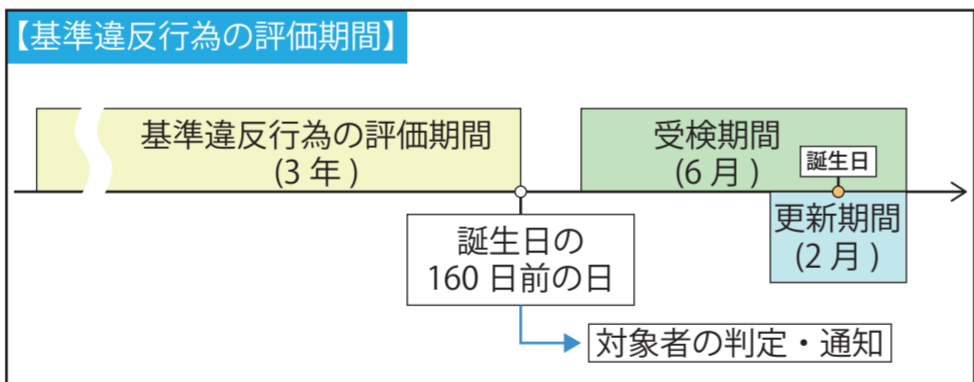 【基準違反行為の評価期間】
基準違反行為の評価期間
(3 年 )
受検期間
(6 月 )
誕生日
更新期間
(2 月 )
誕生日の
160 日前の日
対象者の判定・通知